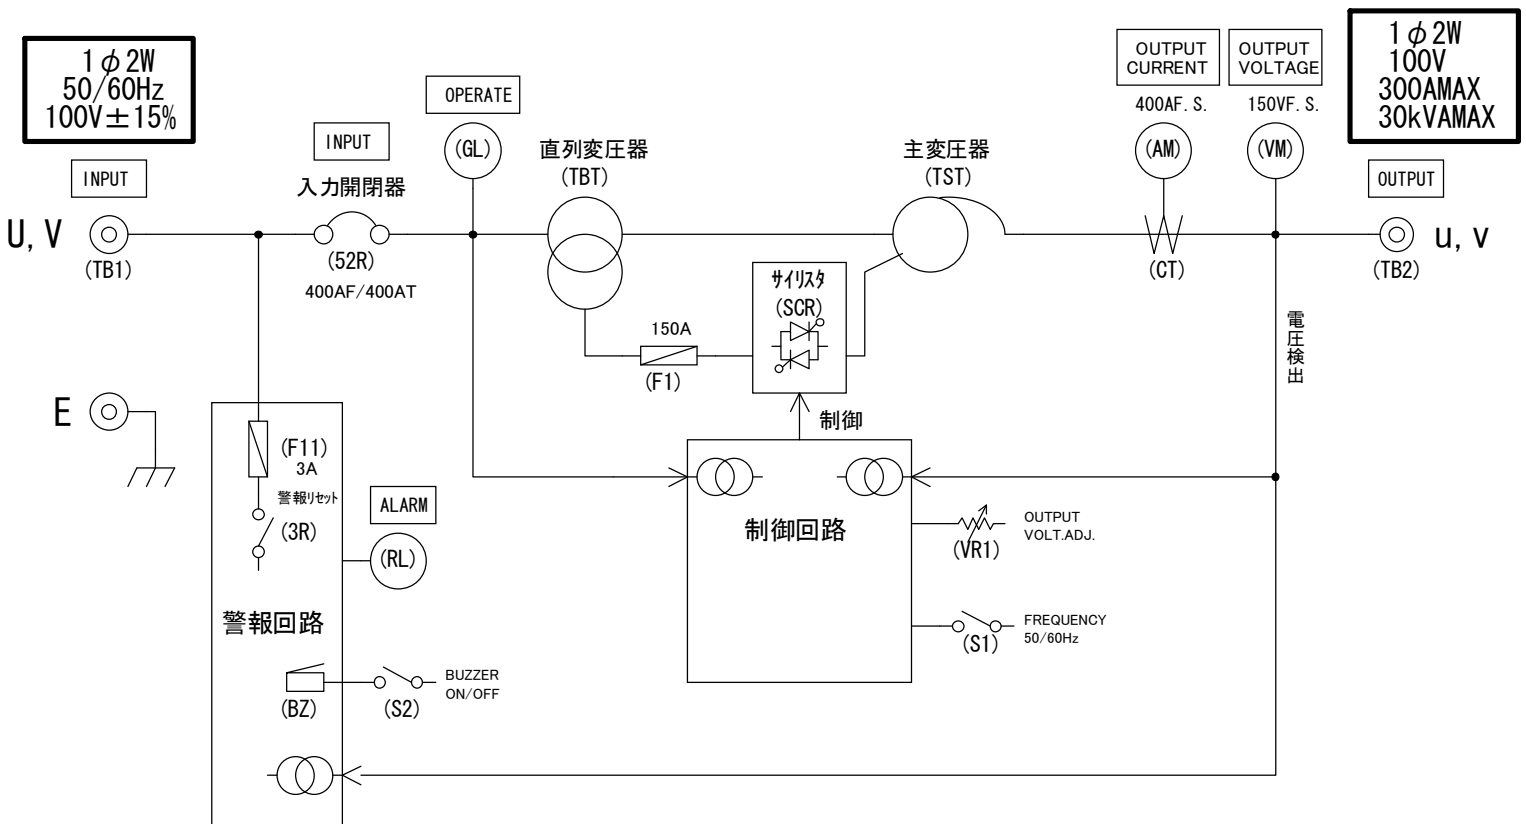 1φ2W
50/60Hz
100V±15%
INPUT
U, V
(TB1)
INPUT
入力開閉器
(52R)
400AF/400AT
OPERATE
(GL)
直列変圧器
(TBT)
主変圧器
(TST)
OUTPUT
CURRENT
400AF. S.
(AM)
(CT)
OUTPUT
VOLTAGE
150VF. S.
(VM)
1φ2W
100V
300AMAX
30kVAMAX
OUTPUT
u, v
(TB2)
サイリスタ
(SCR)
150A
(F1)
電圧検出
制御
E
(F11)
3A
警報リセット
(3R)
ALARM
(RL)
制御回路
OUTPUT
VOLT.ADJ.
(VR1)
警報回路
FREQUENCY
50/60Hz
(S1)
BUZZER
ON/OFF
(BZ)
(S2)